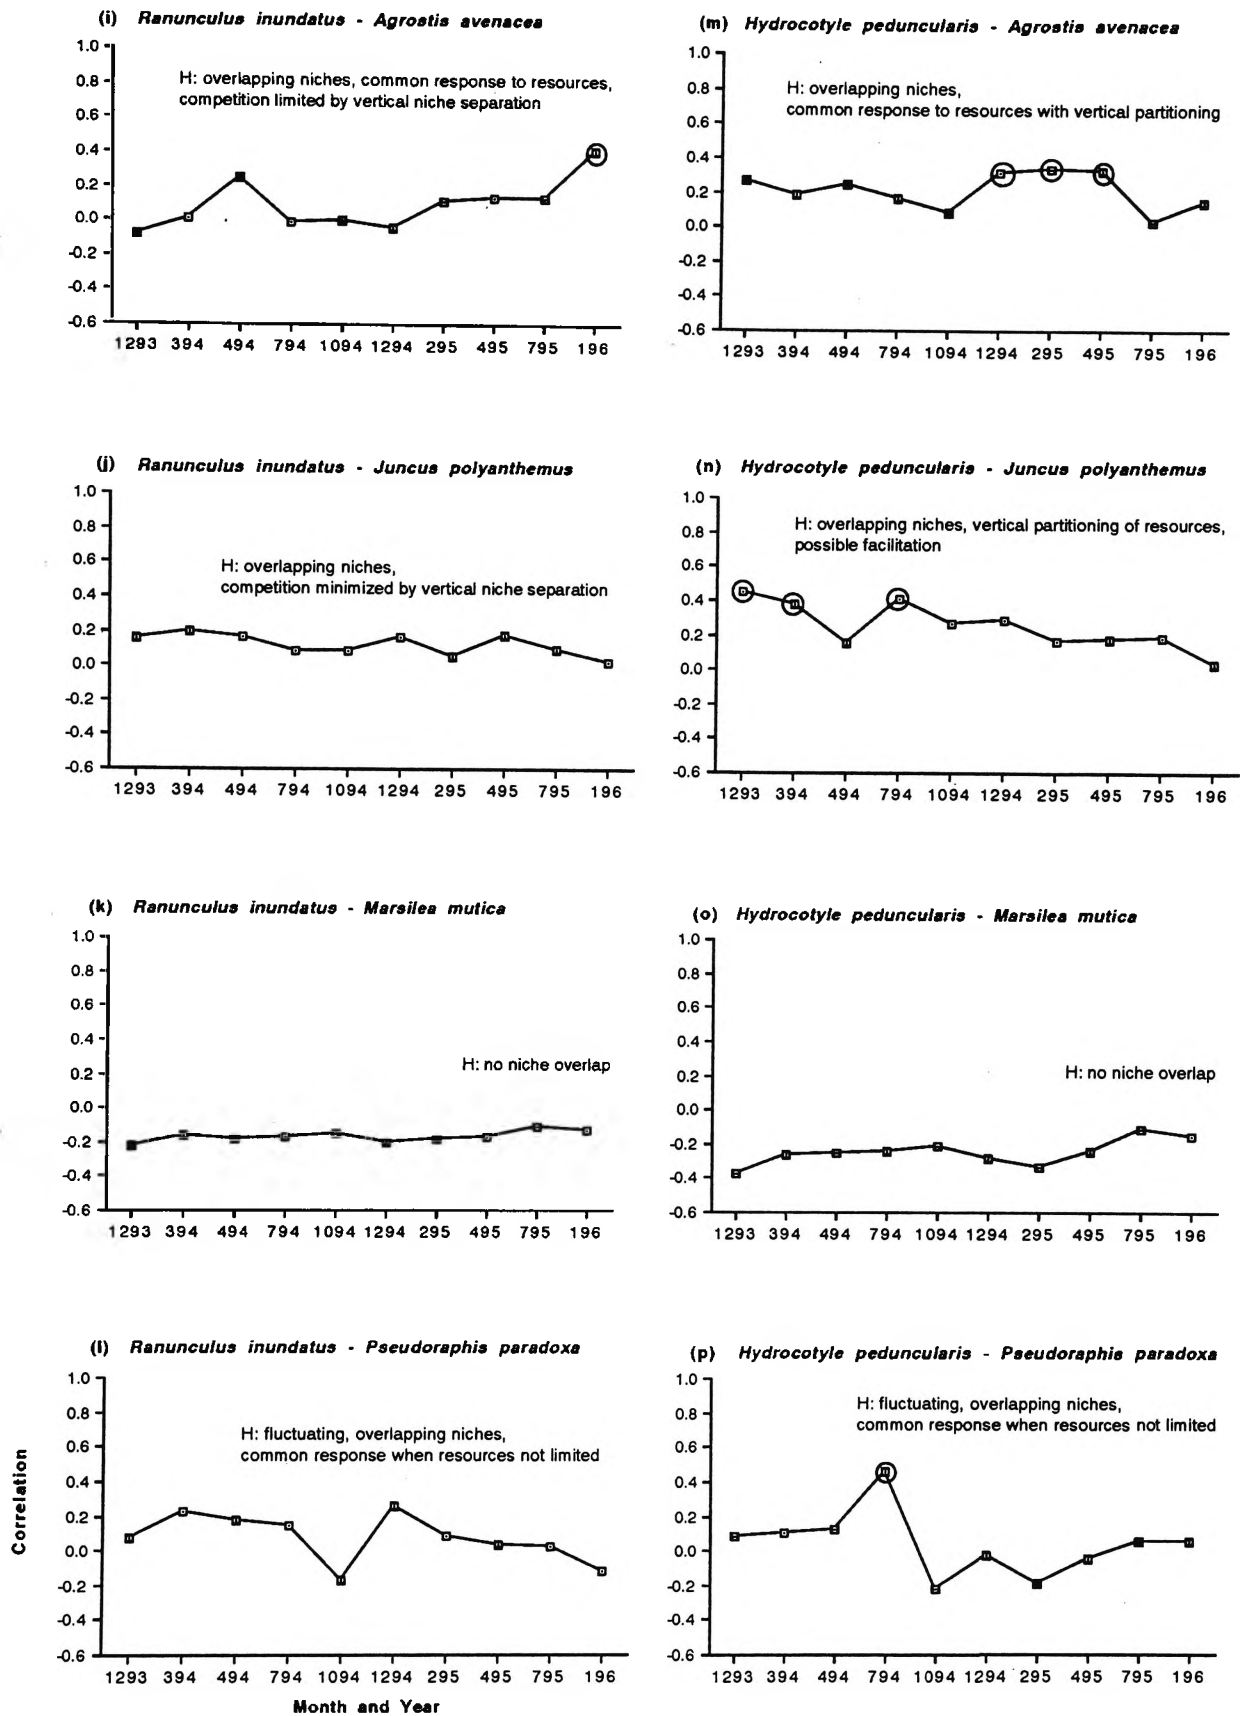 (i) Ranunculus inundatus - Agrostis avenacea
1.0
0.8
0.6
0.4
0.2
0.0
-0.2
-0.4
-0.6
H: overlapping niches, common response to resources,
competition limited by vertical niche separation
1293 394 494 794 1094 1294 295 495 795 196
(m) Hydrocotyle peduncularis - Agrostis avenacea
1.0
0.8
0.6
0.4
0.2
0.0
-0.2
-0.4
-0.6
H: overlapping niches,
common response to resources with vertical partitioning
1293 394 494 794 1094 1294 295 495 795 196
(j) Ranunculus inundatus - Juncus polyanthemus
1.0
0.8
0.6
0.4
0.2
0.0
-0.2
-0.4
-0.6
H: overlapping niches,
competition minimized by vertical niche separation
1293 394 494 794 1094 1294 295 495 795 196
(n) Hydrocotyle peduncularis - Juncus polyanthemus
1.0
0.8
0.6
0.4
0.2
0.0
-0.2
-0.4
-0.6
H: overlapping niches, vertical partitioning of resources,
possible facilitation
1293 394 494 794 1094 1294 295 495 795 196
(k) Ranunculus inundatus - Marsilea mutica
1.0
0.8
0.6
0.4
0.2
0.0
-0.2
-0.4
-0.6
H: no niche overlap
1293 394 494 794 1094 1294 295 495 795 196
(o) Hydrocotyle peduncularis - Marsilea mutica
1.0
0.8
0.6
0.4
0.2
0.0
-0.2
-0.4
-0.6
H: no niche overlap
1293 394 494 794 1094 1294 295 495 795 196
(l) Ranunculus inundatus - Pseudoraphis paradoxa
1.0
0.8
0.6
0.4
0.2
0.0
-0.2
-0.4
-0.6
H: fluctuating, overlapping niches,
common response when resources not limited
1293 394 494 794 1094 1294 295 495 795 196
Correlation
Month and Year
(p) Hydrocotyle peduncularis - Pseudoraphis paradoxa
1.0
0.8
0.6
0.4
0.2
0.0
-0.2
-0.4
-0.6
H: fluctuating, overlapping niches,
common response when resources not limited
1293 394 494 794 1094 1294 295 495 795 196